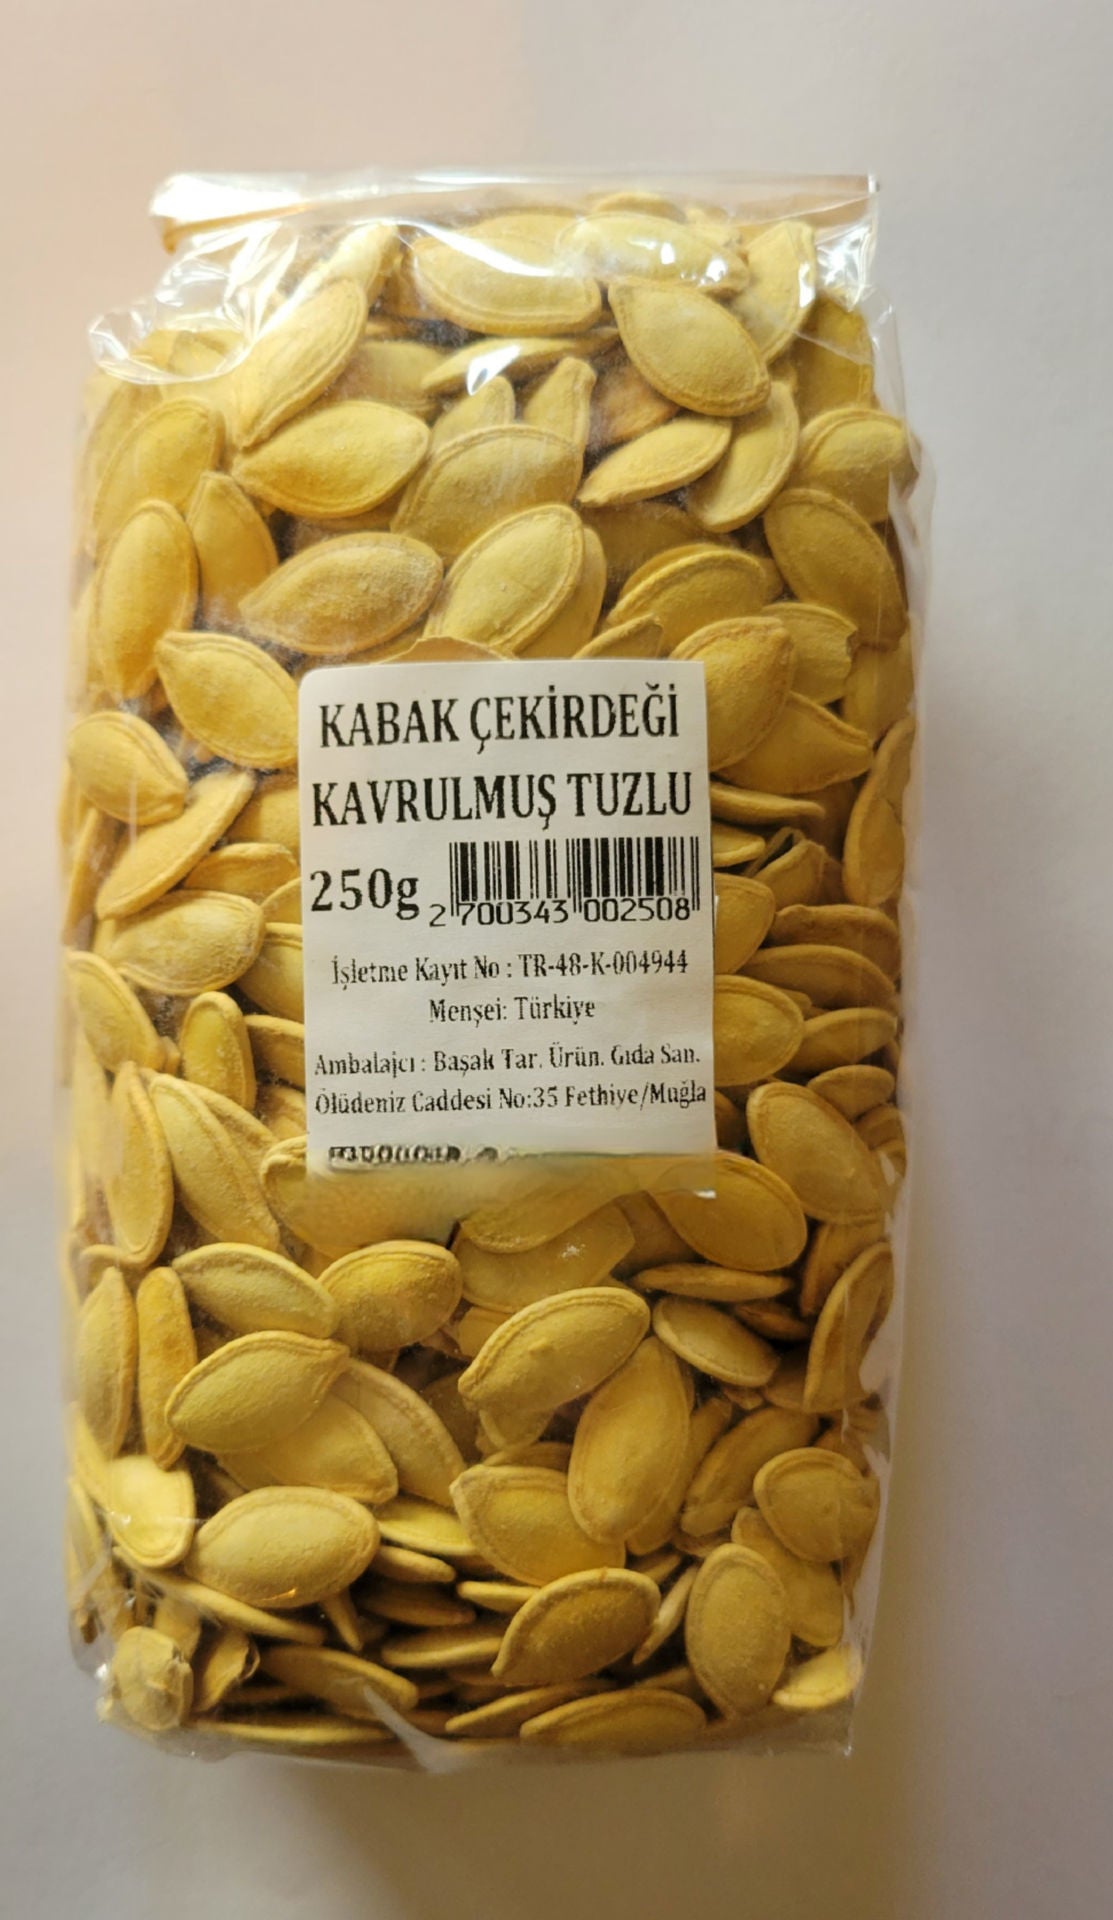 KABAK ÇEKİRDEĞİ
KAVRULMUŞ TUZLU
250g
2 700343 002508
İşletme Kayıt No : TR-48-K-004944
Menşei: Türkiye
Ambalajcı : Başak Tar. Ürün. Gıda San.
Ölüdeniz Caddesi No:35 Fethiye/Muğla